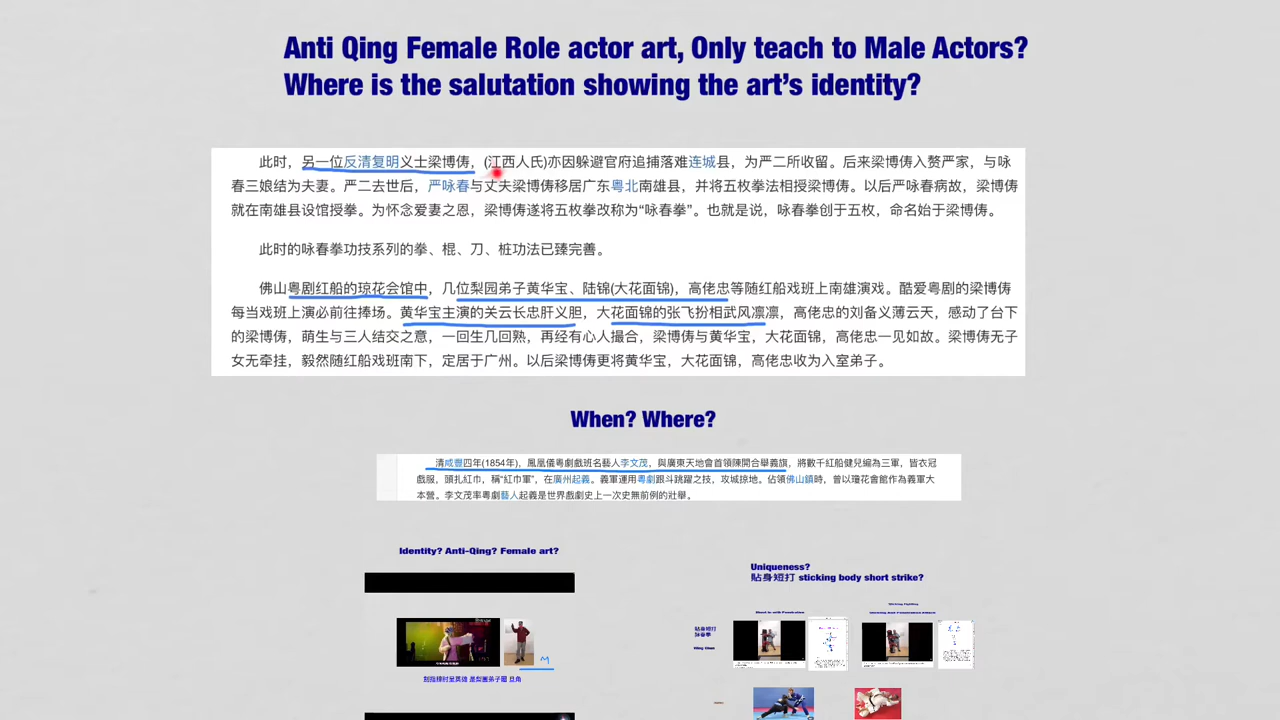 Anti Qing Female Role actor art, Only teach to Male Actors?
Where is the salutation showing the art's identity?
此时，另一位反清复明义士梁博俦，(江西人氏)亦因躲避官府追捕落难连城县，为严二所收留。后来梁博俦入赘严家，与咏
春三娘结为夫妻。严二去世后，严咏春与丈夫梁博俦移居广东粤北南雄县，并将五枚拳法相授梁博俦。以后严咏春病故，梁博俦
就在南雄县设馆授拳。为怀念爱妻之恩，梁博俦遂将五枚拳改称为“咏春拳”。也就是说，咏春拳创于五枚，命名始于梁博俦。
此时的咏春拳功技系列的拳、棍、刀、桩功法已臻完善。
佛山粤剧红船的琼花会馆中，几位梨园弟子黄华宝、陆锦(大花面锦)，高佬忠等随红船戏班上南雄演戏。酷爱粤剧的梁博俦
每当戏班上演必前往捧场。黄华宝主演的关云长忠肝义胆，大花面锦的张飞扮相武风凛凛，高佬忠的刘备义薄云天，感动了台下
的梁博俦，萌生与三人结交之意，一回生几回熟，再经有心人撮合，梁博俦与黄华宝，大花面锦，高佬忠一见如故。梁博俦无子
女无牵挂，毅然随红船戏班南下，定居于广州。以后梁博俦更将黄华宝，大花面锦，高佬忠收为入室弟子。
When? Where?
清咸豐四年(1854年)，鳳凰儀粵劇戲班名藝人李文茂，與廣東天地會首領陳開合舉義旗，將數千紅船健兒編為三軍，皆衣冠
戲服，頭扎紅巾，稱“紅巾軍”，在廣州起義。義軍運用粵劇跟斗跳躍之技，攻城掠地。佔領佛山鎮時，曾以瓊花會館作為義軍大
本營。李文茂率粵劇藝人起義是世界戲劇史上一次史無前例的壯舉。
Identity? Anti-Qing? Female art?
Uniqueness?
貼身短打 sticking body short strike?
貼身短打
詠春拳
Wing Chun
M